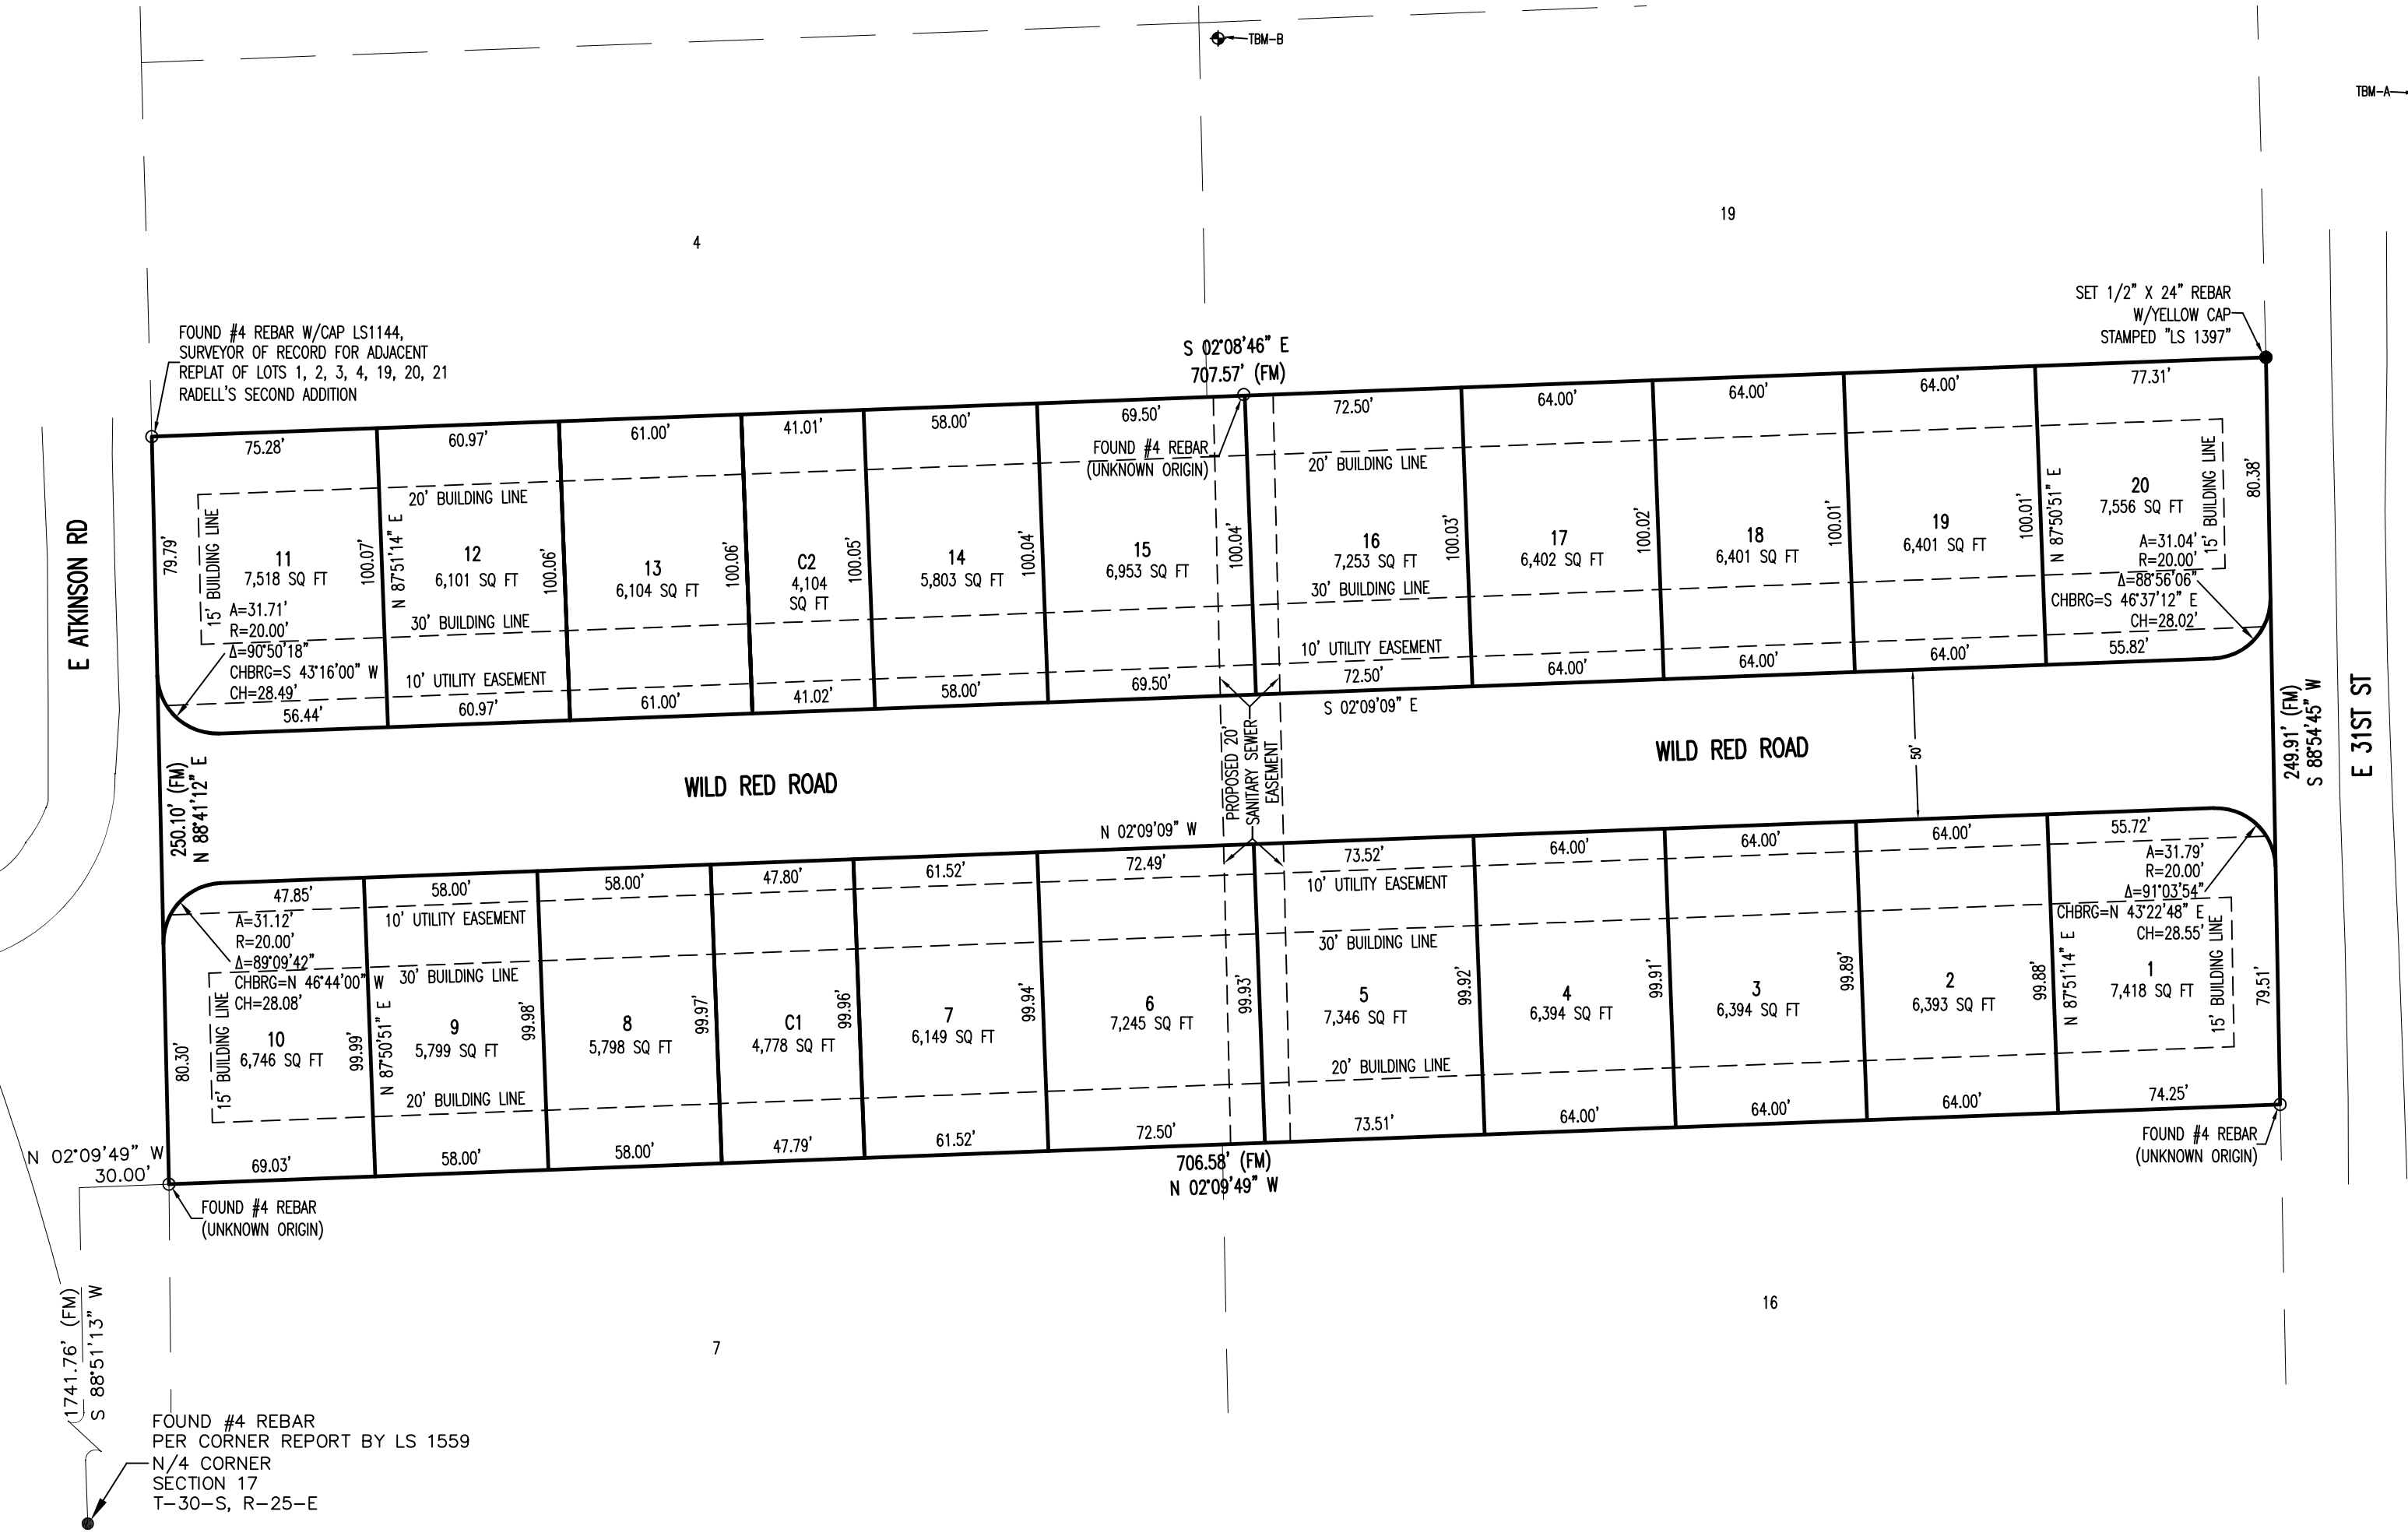 TBM-B
TBM-A
4
19
SET 1/2" X 24" REBAR
W/YELLOW CAP
STAMPED "LS 1397"
FOUND #4 REBAR W/CAP LS1144,
SURVEYOR OF RECORD FOR ADJACENT
REPLAT OF LOTS 1, 2, 3, 4, 19, 20, 21
RADELL'S SECOND ADDITION
S 02°08'46" E
707.57' (FM)
75.28'
60.97'
61.00'
41.01'
58.00'
69.50'
72.50'
64.00'
64.00'
64.00'
77.31'
FOUND #4 REBAR
(UNKNOWN ORIGIN)
20' BUILDING LINE
20' BUILDING LINE
E ATKINSON RD
79.79'
15' BUILDING LINE
11
7,518 SQ FT
100.07'
N 87°51'14" E
12
6,101 SQ FT
100.06'
13
6,104 SQ FT
100.06'
C2
4,104
SQ FT
100.05'
14
5,803 SQ FT
100.04'
15
6,953 SQ FT
100.04'
16
7,253 SQ FT
100.03'
17
6,402 SQ FT
100.02'
18
6,401 SQ FT
100.01'
19
6,401 SQ FT
100.01'
N 87°50'51" E
20
7,556 SQ FT
15' BUILDING LINE
80.38'
A=31.71'
R=20.00'
Δ=90°50'18"
CHBRG=S 43°16'00" W
CH=28.49'
A=31.04'
R=20.00'
Δ=88°56'06"
CHBRG=S 46°37'12" E
CH=28.02'
30' BUILDING LINE
30' BUILDING LINE
10' UTILITY EASEMENT
10' UTILITY EASEMENT
56.44'
60.97'
61.00'
41.02'
58.00'
69.50'
72.50'
64.00'
64.00'
64.00'
55.82'
S 02°09'09" E
250.10' (FM)
N 88°41'12" E
WILD RED ROAD
PROPOSED 20'
SANITARY SEWER
EASEMENT
WILD RED ROAD
50'
249.91' (FM)
S 88°54'45" W
E 31ST ST
N 02°09'09" W
47.85'
58.00'
58.00'
47.80'
61.52'
72.49'
73.52'
64.00'
64.00'
64.00'
55.72'
10' UTILITY EASEMENT
10' UTILITY EASEMENT
A=31.12'
R=20.00'
Δ=89°09'42"
CHBRG=N 46°44'00" W
CH=28.08'
A=31.79'
R=20.00'
Δ=91°03'54"
CHBRG=N 43°22'48" E
CH=28.55'
30' BUILDING LINE
30' BUILDING LINE
80.30'
15' BUILDING LINE
10
6,746 SQ FT
99.99'
N 87°50'51" E
9
5,799 SQ FT
99.98'
8
5,798 SQ FT
99.97'
C1
4,778 SQ FT
99.96'
7
6,149 SQ FT
99.94'
6
7,245 SQ FT
99.93'
5
7,346 SQ FT
99.92'
4
6,394 SQ FT
99.91'
3
6,394 SQ FT
99.89'
2
6,393 SQ FT
99.88'
N 87°51'14" E
1
7,418 SQ FT
15' BUILDING LINE
79.51'
20' BUILDING LINE
20' BUILDING LINE
69.03'
58.00'
58.00'
47.79'
61.52'
72.50'
73.51'
64.00'
64.00'
64.00'
74.25'
N 02°09'49" W
30.00'
706.58' (FM)
N 02°09'49" W
FOUND #4 REBAR
(UNKNOWN ORIGIN)
FOUND #4 REBAR
(UNKNOWN ORIGIN)
1741.76' (FM)
S 88°51'13" W
7
16
FOUND #4 REBAR
PER CORNER REPORT BY LS 1559
N/4 CORNER
SECTION 17
T-30-S, R-25-E